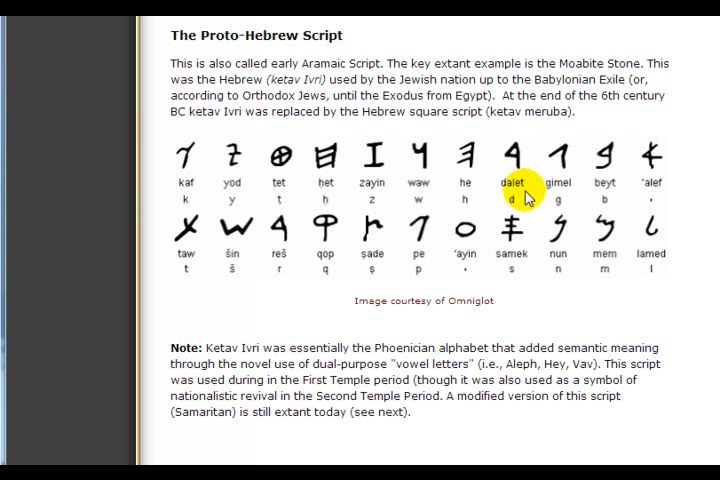 The Proto-Hebrew Script
This is also called early Aramaic Script. The key extant example is the Moabite Stone. This
was the Hebrew (ketav Ivri) used by the Jewish nation up to the Babylonian Exile (or,
according to Orthodox Jews, until the Exodus from Egypt). At the end of the 6th century
BC ketav Ivri was replaced by the Hebrew square script (ketav meruba).
kaf yod tet ḥet zayin waw he dalet gimel beyt 'alef
k y ṭ ḥ z w h d g b
taw šin reš qop ṣade pe 'ayin samek nun mem lamed
t š r q ṣ p s n m l
Image courtesy of Omniglot
Note: Ketav Ivri was essentially the Phoenician alphabet that added semantic meaning
through the novel use of dual-purpose "vowel letters" (i.e., Aleph, Hey, Vav). This script
was used during in the First Temple period (though it was also used as a symbol of
nationalistic revival in the Second Temple Period. A modified version of this script
(Samaritan) is still extant today (see next).